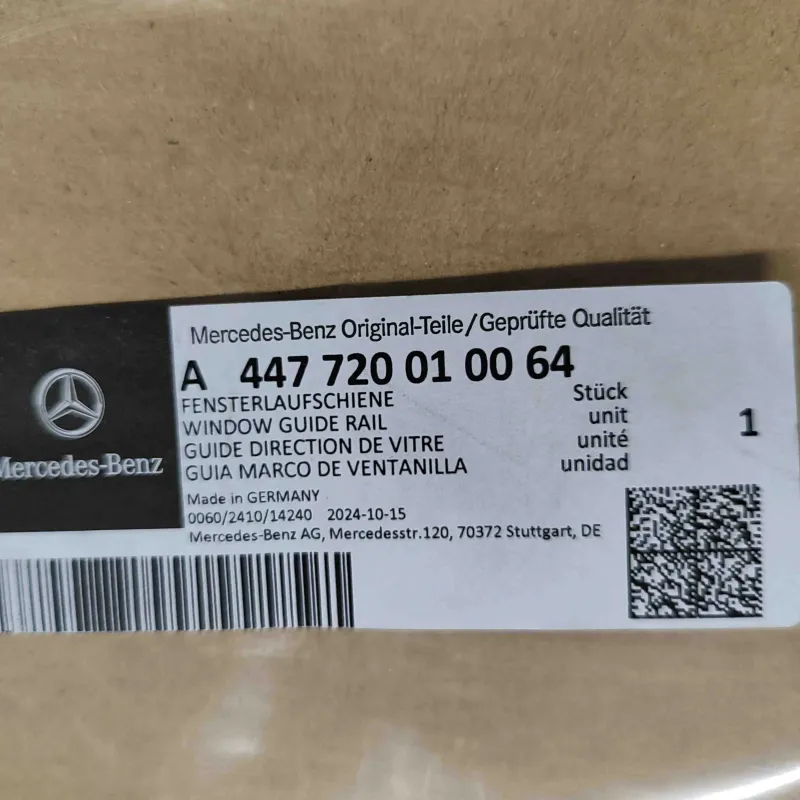 Mercedes-Benz Original-Teile/Geprüfte Qualität
A 447 720 01 00 64
FENSTERLAUFSCHIENE Stück
WINDOW GUIDE RAIL unit 1
GUIDE DIRECTION DE VITRE unité
GUIA MARCO DE VENTANILLA unidad
Mercedes-Benz
Made in GERMANY
0060/2410/14240 2024-10-15
Mercedes-Benz AG, Mercedesstr.120, 70372 Stuttgart, DE